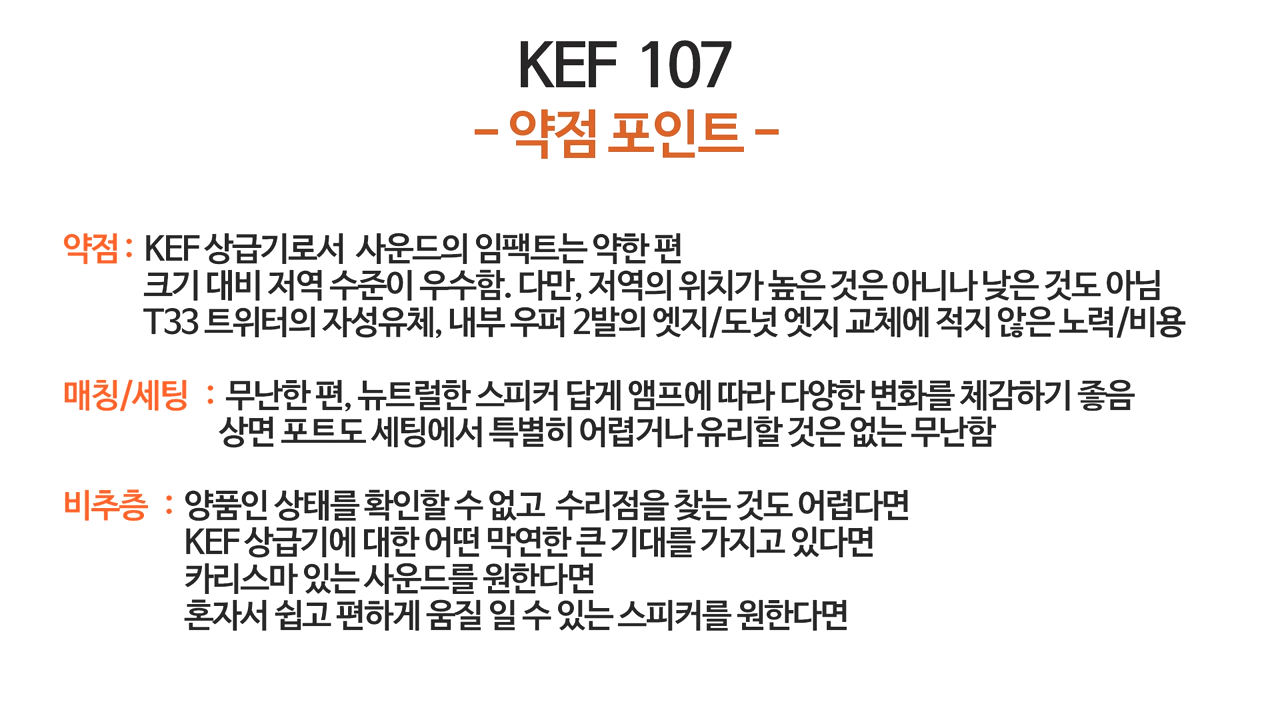 KEF 107
- 약점 포인트 -
약점 : KEF 상급기로서 사운드의 임팩트는 약한 편
크기 대비 저역 수준이 우수함. 다만, 저역의 위치가 높은 것은 아니나 낮은 것도 아님
T33 트위터의 자성유체, 내부 우퍼 2발의 엣지/도넛 엣지 교체에 적지 않은 노력/비용
매칭/세팅 : 무난한 편, 뉴트럴한 스피커 답게 앰프에 따라 다양한 변화를 체감하기 좋음
상면 포트도 세팅에서 특별히 어렵거나 유리할 것은 없는 무난함
비추층 : 양품인 상태를 확인할 수 없고 수리점을 찾는 것도 어렵다면
KEF 상급기에 대한 어떤 막연한 큰 기대를 가지고 있다면
카리스마 있는 사운드를 원한다면
혼자서 쉽고 편하게 움질 일 수 있는 스피커를 원한다면